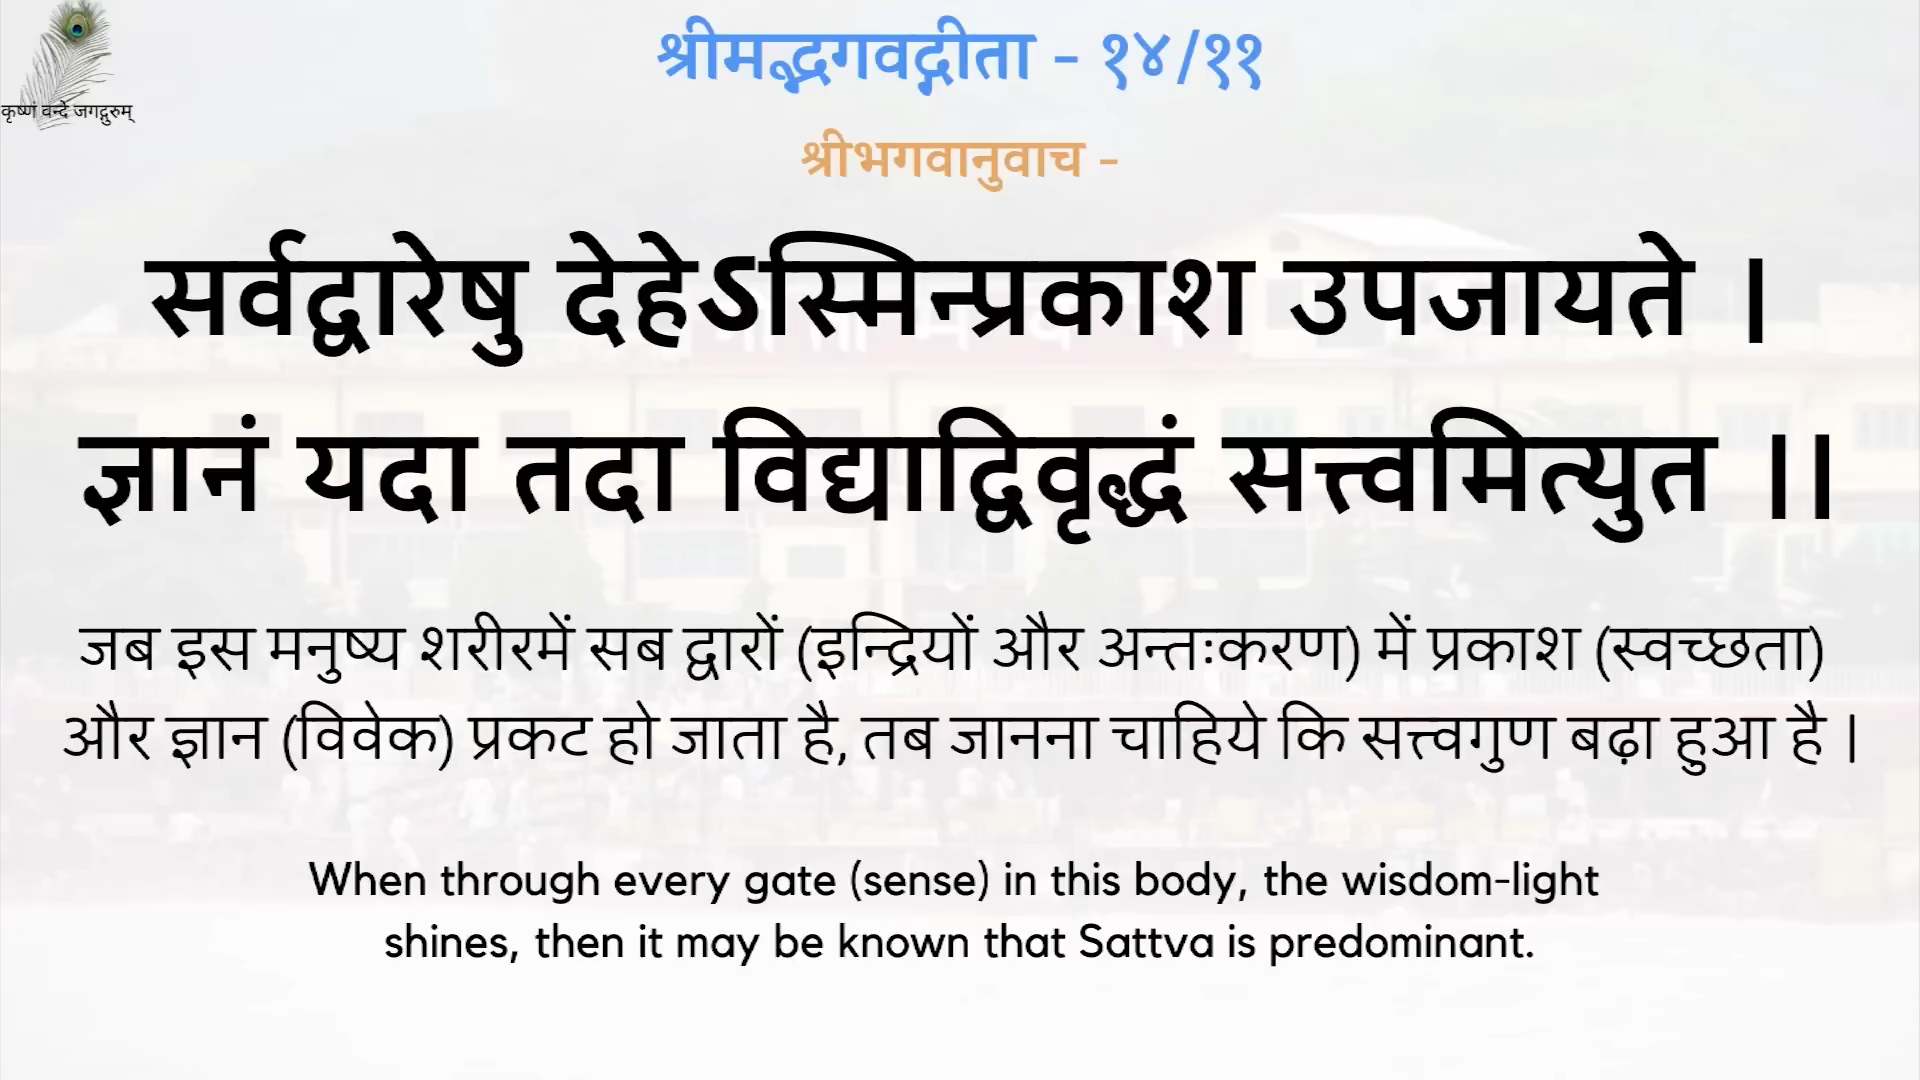 श्रीमद्भगवद्गीता - १४/११
कृष्णं वन्दे जगद्गुरुम्
श्रीभगवानुवाच -
सर्वद्वारेषु देहेऽस्मिन्प्रकाश उपजायते ।
ज्ञानं यदा तदा विद्याद्विवृद्धं सत्त्वमित्युत ।।
जब इस मनुष्य शरीरमें सब द्वारों (इन्द्रियों और अन्तःकरण) में प्रकाश (स्वच्छता)
और ज्ञान (विवेक) प्रकट हो जाता है, तब जानना चाहिये कि सत्त्वगुण बढ़ा हुआ है ।
When through every gate (sense) in this body, the wisdom-light
shines, then it may be known that Sattva is predominant.